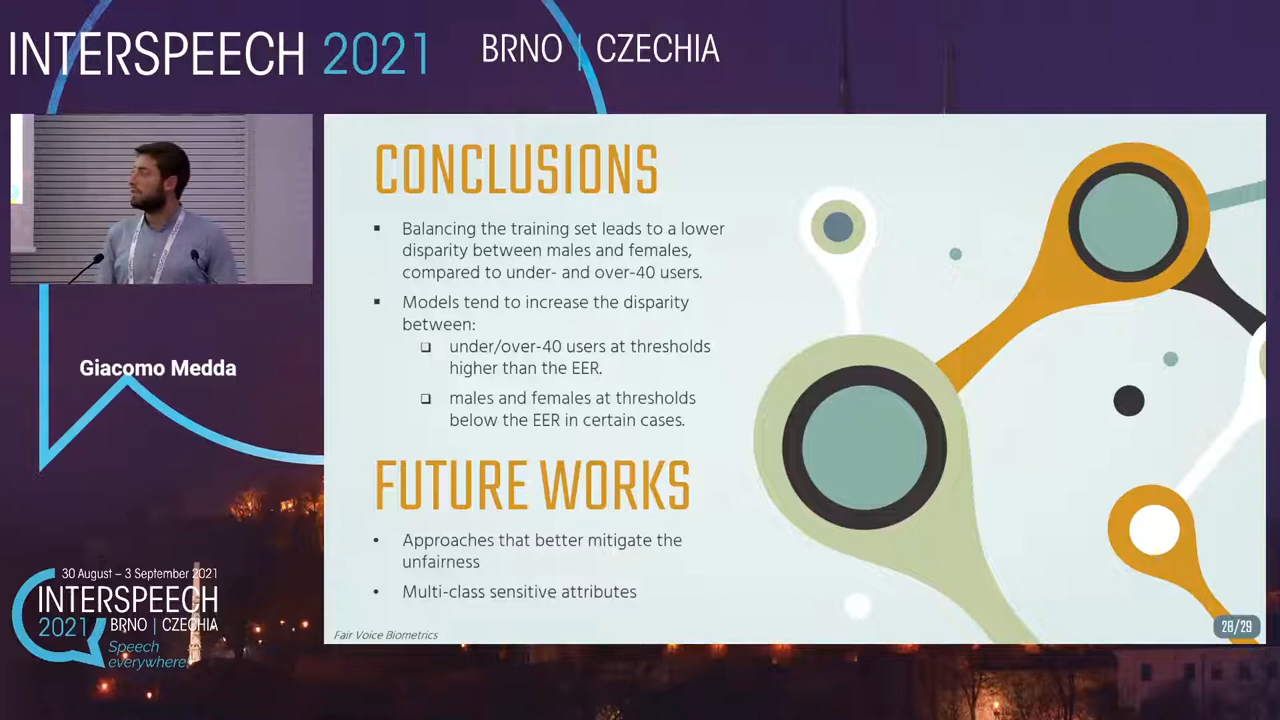 INTERSPEECH 2021
BRNO | CZECHIA
CONCLUSIONS
▪ Balancing the training set leads to a lower
disparity between males and females,
compared to under- and over-40 users.
▪ Models tend to increase the disparity
between:
❑ under/over-40 users at thresholds
higher than the EER.
❑ males and females at thresholds
below the EER in certain cases.
FUTURE WORKS
• Approaches that better mitigate the
unfairness
• Multi-class sensitive attributes
Fair Voice Biometrics
28/29
Giacomo Medda
30 August – 3 September 2021
INTERSPEECH
2021 BRNO | CZECHIA
Speech
everywhere!